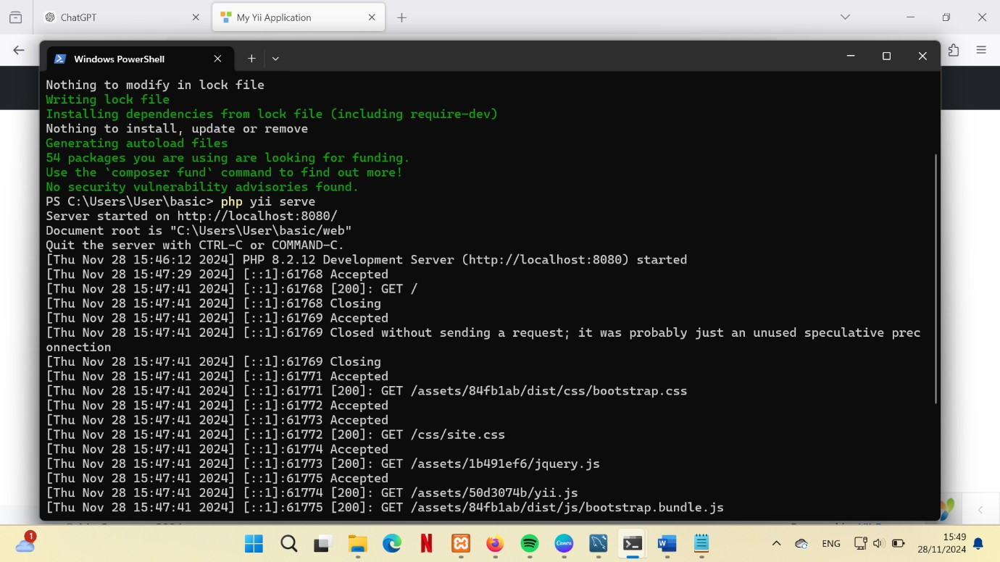 ChatGPT
My Yii Application
Windows PowerShell
Nothing to modify in lock file
Writing lock file
Installing dependencies from lock file (including require-dev)
Nothing to install, update or remove
Generating autoload files
54 packages you are using are looking for funding.
Use the `composer fund` command to find out more!
No security vulnerability advisories found.
PS C:\Users\User\basic> php yii serve
Server started on http://localhost:8080/
Document root is "C:\Users\User\basic/web"
Quit the server with CTRL-C or COMMAND-C.
[Thu Nov 28 15:46:12 2024] PHP 8.2.12 Development Server (http://localhost:8080) started
[Thu Nov 28 15:47:29 2024] [::1]:61768 Accepted
[Thu Nov 28 15:47:41 2024] [::1]:61768 [200]: GET /
[Thu Nov 28 15:47:41 2024] [::1]:61768 Closing
[Thu Nov 28 15:47:41 2024] [::1]:61769 Accepted
[Thu Nov 28 15:47:41 2024] [::1]:61769 Closed without sending a request; it was probably just an unused speculative prec
onnection
[Thu Nov 28 15:47:41 2024] [::1]:61769 Closing
[Thu Nov 28 15:47:41 2024] [::1]:61771 Accepted
[Thu Nov 28 15:47:41 2024] [::1]:61771 [200]: GET /assets/84fb1ab/dist/css/bootstrap.css
[Thu Nov 28 15:47:41 2024] [::1]:61772 Accepted
[Thu Nov 28 15:47:41 2024] [::1]:61773 Accepted
[Thu Nov 28 15:47:41 2024] [::1]:61772 [200]: GET /css/site.css
[Thu Nov 28 15:47:41 2024] [::1]:61774 Accepted
[Thu Nov 28 15:47:41 2024] [::1]:61773 [200]: GET /assets/1b491ef6/jquery.js
[Thu Nov 28 15:47:41 2024] [::1]:61775 Accepted
[Thu Nov 28 15:47:41 2024] [::1]:61774 [200]: GET /assets/50d3074b/yii.js
[Thu Nov 28 15:47:41 2024] [::1]:61775 [200]: GET /assets/84fb1ab/dist/js/bootstrap.bundle.js
1
N
Canva
W
ENG
15:49
28/11/2024